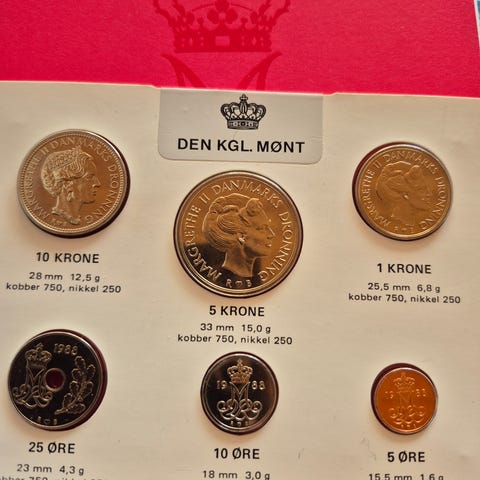 DEN KGL. MØNT
MARGRETHE II DANMARKS DRONNING
R B
10 KRONE
28 mm 12,5 g
kobber 750, nikkel 250
MARGRETHE II DANMARKS DRONNING
R B
5 KRONE
33 mm 15,0 g
kobber 750, nikkel 250
MARGRETHE II DANMARKS DRONNING
1 KRONE
25,5 mm 6,8 g
kobber 750, nikkel 250
1988
25 ØRE
23 mm 4,3 g
1988
10 ØRE
18 mm 3,0 g
1988
5 ØRE
15,5 mm 1,6 g